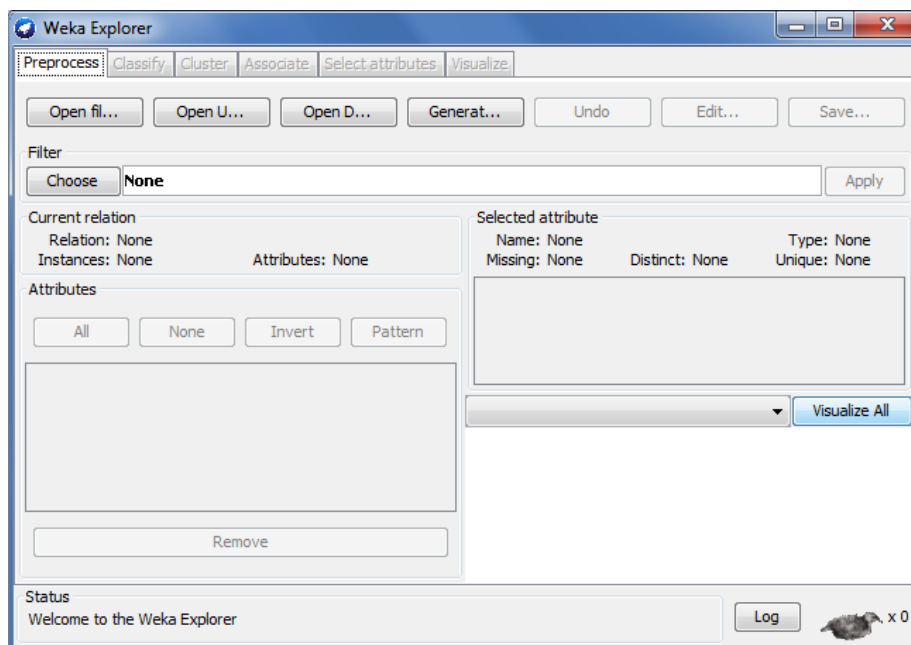 Weka Explorer
Preprocess Classify Cluster Associate Select attributes Visualize
Open fil... Open U... Open D... Generat... Undo Edit... Save...
Filter
Choose None Apply
Current relation
Relation: None
Instances: None Attributes: None
Selected attribute
Name: None Type: None
Missing: None Distinct: None Unique: None
Attributes
All None Invert Pattern
Visualize All
Remove
Status
Welcome to the Weka Explorer
Log x 0